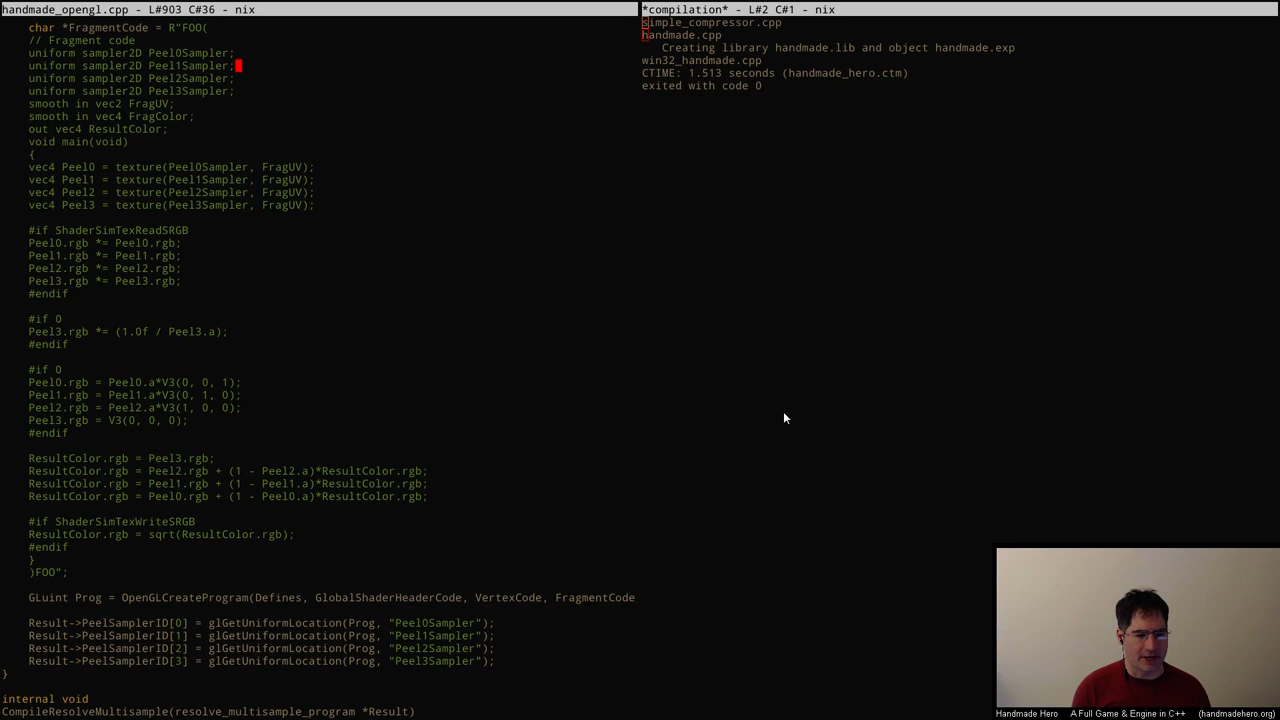 handmade_opengl.cpp - L#903 C#36 - nix
char *FragmentCode = R"FOO(
// Fragment code
uniform sampler2D Peel0Sampler;
uniform sampler2D Peel1Sampler;
uniform sampler2D Peel2Sampler;
uniform sampler2D Peel3Sampler;
smooth in vec2 FragUV;
smooth in vec4 FragColor;
out vec4 ResultColor;
void main(void)
{
vec4 Peel0 = texture(Peel0Sampler, FragUV);
vec4 Peel1 = texture(Peel1Sampler, FragUV);
vec4 Peel2 = texture(Peel2Sampler, FragUV);
vec4 Peel3 = texture(Peel3Sampler, FragUV);
#if ShaderSimTexReadSRGB
Peel0.rgb *= Peel0.rgb;
Peel1.rgb *= Peel1.rgb;
Peel2.rgb *= Peel2.rgb;
Peel3.rgb *= Peel3.rgb;
#endif
#if 0
Peel3.rgb *= (1.0f / Peel3.a);
#endif
#if 0
Peel0.rgb = Peel0.a*V3(0, 0, 1);
Peel1.rgb = Peel1.a*V3(0, 1, 0);
Peel2.rgb = Peel2.a*V3(1, 0, 0);
Peel3.rgb = V3(0, 0, 0);
#endif
ResultColor.rgb = Peel3.rgb;
ResultColor.rgb = Peel2.rgb + (1 - Peel2.a)*ResultColor.rgb;
ResultColor.rgb = Peel1.rgb + (1 - Peel1.a)*ResultColor.rgb;
ResultColor.rgb = Peel0.rgb + (1 - Peel0.a)*ResultColor.rgb;
#if ShaderSimTexWriteSRGB
ResultColor.rgb = sqrt(ResultColor.rgb);
#endif
}
)FOO";
GLuint Prog = OpenGLCreateProgram(Defines, GlobalShaderHeaderCode, VertexCode, FragmentCode
Result->PeelSamplerID[0] = glGetUniformLocation(Prog, "Peel0Sampler");
Result->PeelSamplerID[1] = glGetUniformLocation(Prog, "Peel1Sampler");
Result->PeelSamplerID[2] = glGetUniformLocation(Prog, "Peel2Sampler");
Result->PeelSamplerID[3] = glGetUniformLocation(Prog, "Peel3Sampler");
}
internal void
CompileResolveMultisample(resolve_multisample_program *Result)
*compilation* - L#2 C#1 - nix
simple_compressor.cpp
handmade.cpp
Creating library handmade.lib and object handmade.exp
win32_handmade.cpp
CTIME: 1.513 seconds (handmade_hero.ctm)
exited with code 0
Handmade Hero A Full Game & Engine in C++ (handmadehero.org)